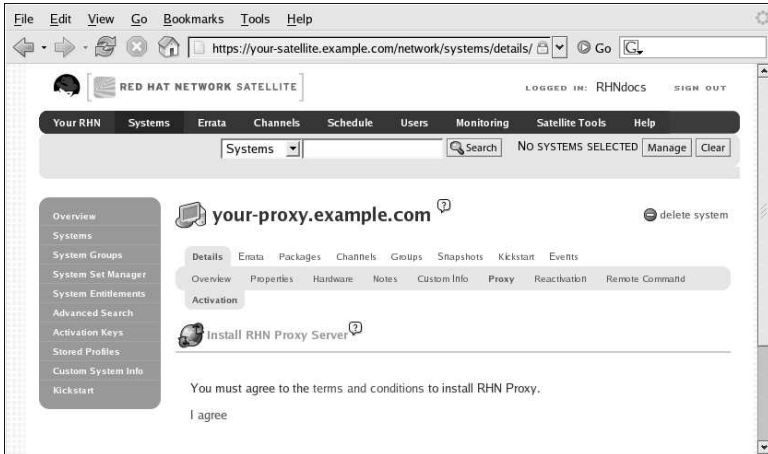 File Edit View Go Bookmarks Tools Help
https://your-satellite.example.com/network/systems/details/ Go G
RED HAT NETWORK SATELLITE LOGGED IN: RHNdocs SIGN OUT
Your RHN Systems Errata Channels Schedule Users Monitoring Satellite Tools Help
Systems Search NO SYSTEMS SELECTED Manage Clear
Overview
Systems
System Groups
System Set Manager
System Entitlements
Advanced Search
Activation Keys
Stored Profiles
Custom System Info
Kickstart
your-proxy.example.com ? delete system
Details Errata Packages Channels Groups Snapshots Kickstart Events
Overview Properties Hardware Notes Custom Info Proxy Reactivation Remote Command
Activation
Install RHN Proxy Server ?
You must agree to the terms and conditions to install RHN Proxy.
I agree